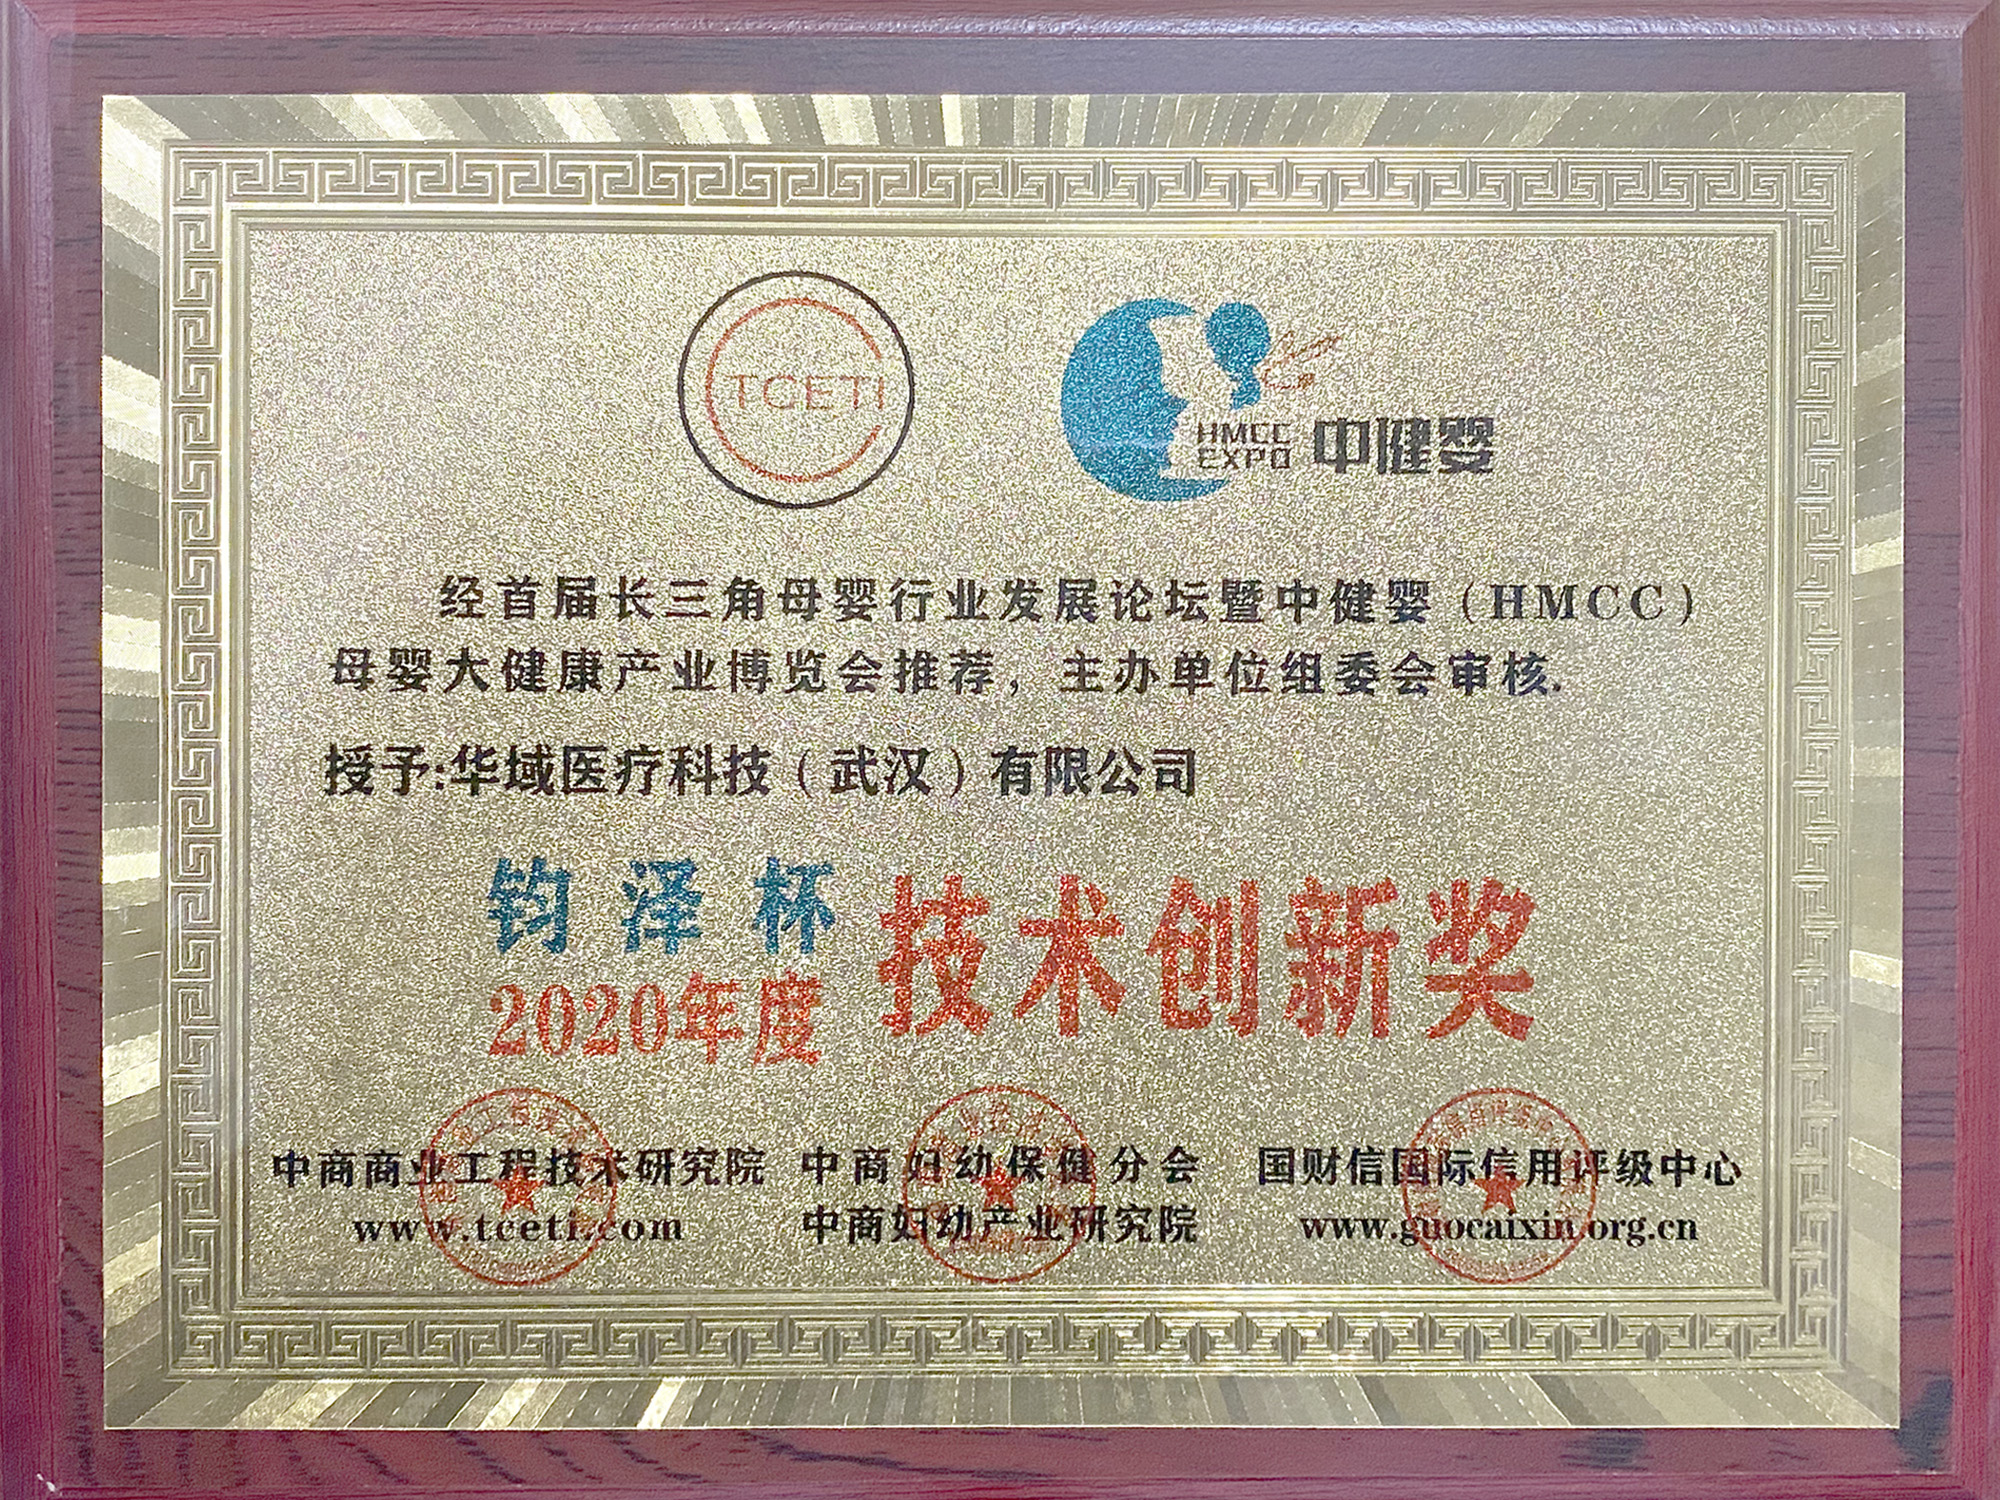 TCETI
HMCC
EXPO
中健婴
经首届长三角母婴行业发展论坛暨中健婴（HMCC）
母婴大健康产业博览会推荐，主办单位组委会审核.
授予:华域医疗科技（武汉）有限公司
钧泽杯
2020年度
技术创新奖
中商商业工程技术研究院
www.tceti.com
中商妇幼保健分会
中商妇幼产业研究院
国财信国际信用评级中心
www.guocaixin.org.cn